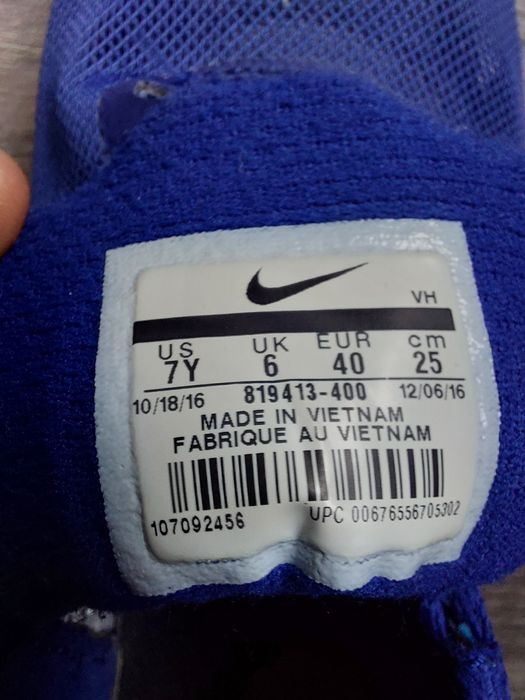 VH
US UK EUR cm
7Y 6 40 25
10/18/16 819413-400 12/06/16
MADE IN VIETNAM
FABRIQUE AU VIETNAM
107092456 UPC 00676556705302